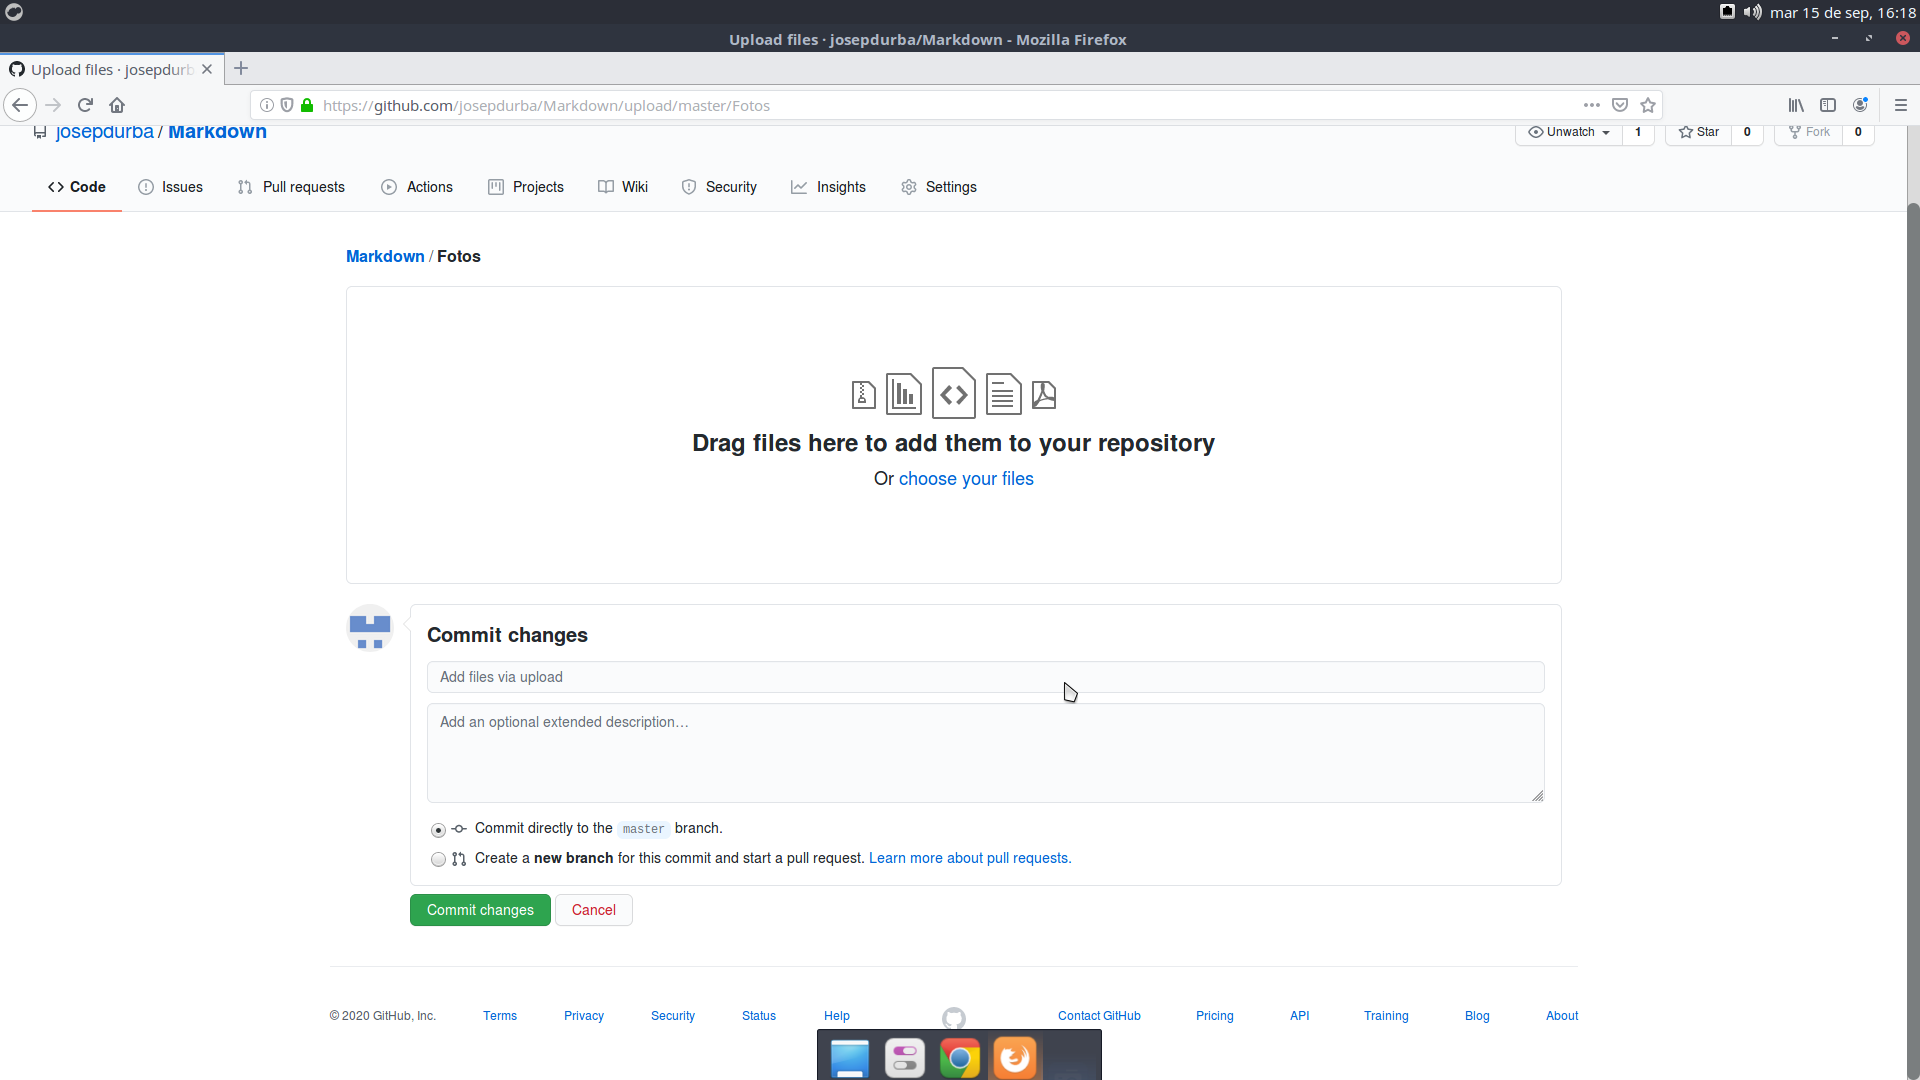 mar 15 de sep, 16:18
Upload files · josepdurba/Markdown - Mozilla Firefox
Upload files · josepdurb
https://github.com/josepdurba/Markdown/upload/master/Fotos
josepdurba / Markdown
Unwatch 1 Star 0 Fork 0
Code Issues Pull requests Actions Projects Wiki Security Insights Settings
Markdown / Fotos
Drag files here to add them to your repository
Or choose your files
Commit changes
Add files via upload
Add an optional extended description…
Commit directly to the master branch.
Create a new branch for this commit and start a pull request. Learn more about pull requests.
Commit changes Cancel
© 2020 GitHub, Inc. Terms Privacy Security Status Help Contact GitHub Pricing API Training Blog About